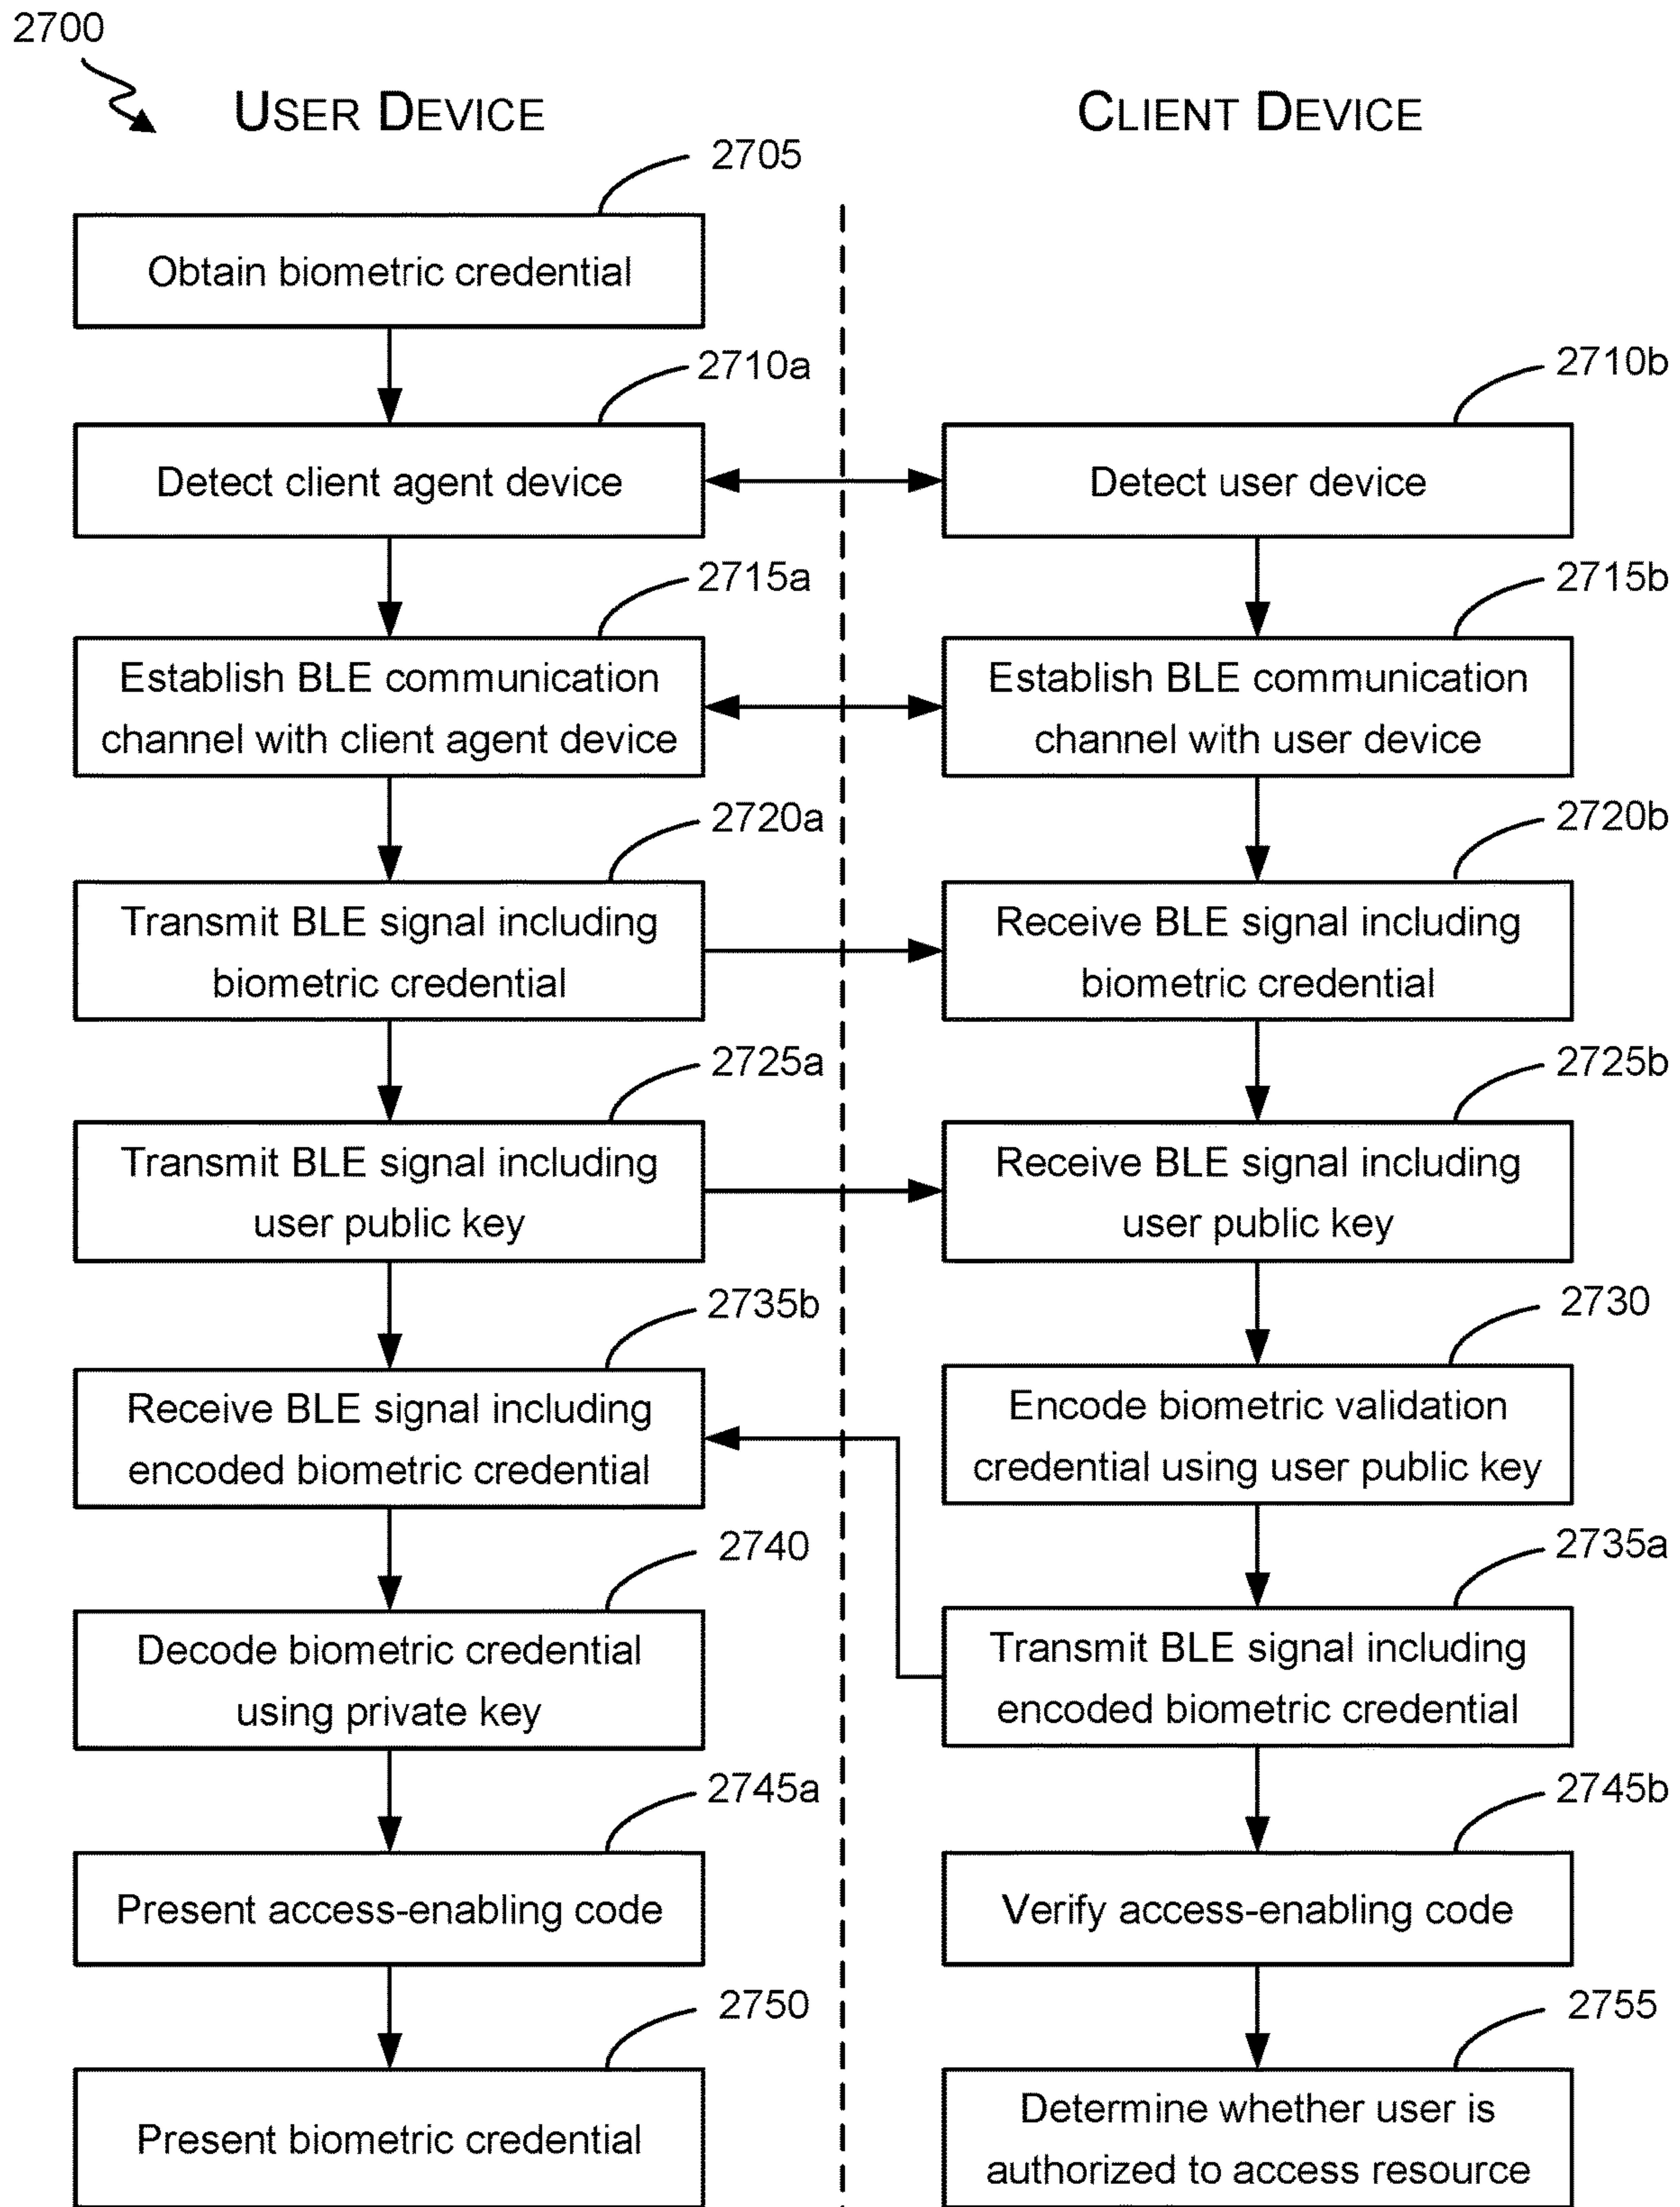 2700
USER DEVICE
CLIENT DEVICE
2705
Obtain biometric credential
2710a
2710b
Detect client agent device
Detect user device
2715a
2715b
Establish BLE communication
channel with client agent device
Establish BLE communication
channel with user device
2720a
2720b
Transmit BLE signal including
biometric credential
Receive BLE signal including
biometric credential
2725a
2725b
Transmit BLE signal including
user public key
Receive BLE signal including
user public key
2735b
2730
Receive BLE signal including
encoded biometric credential
Encode biometric validation
credential using user public key
2740
2735a
Decode biometric credential
using private key
Transmit BLE signal including
encoded biometric credential
2745a
2745b
Present access-enabling code
Verify access-enabling code
2750
2755
Present biometric credential
Determine whether user is
authorized to access resource